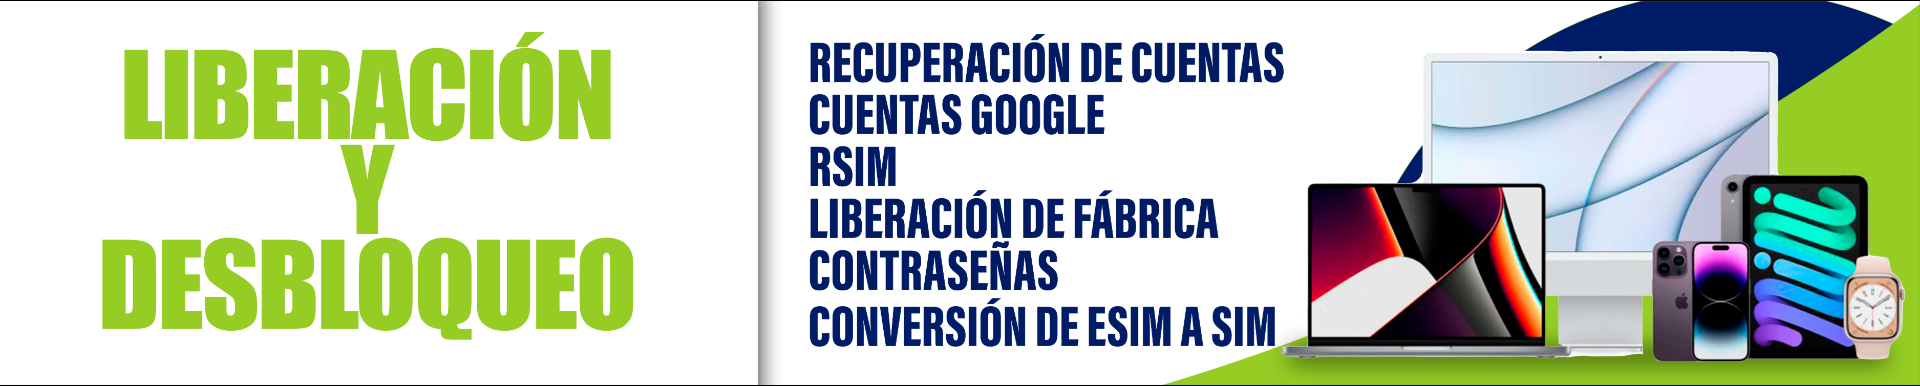 LIBERACIÓN
Y
DESBLOQUEO
RECUPERACIÓN DE CUENTAS
CUENTAS GOOGLE
RSIM
LIBERACIÓN DE FÁBRICA
CONTRASEÑAS
CONVERSIÓN DE ESIM A SIM